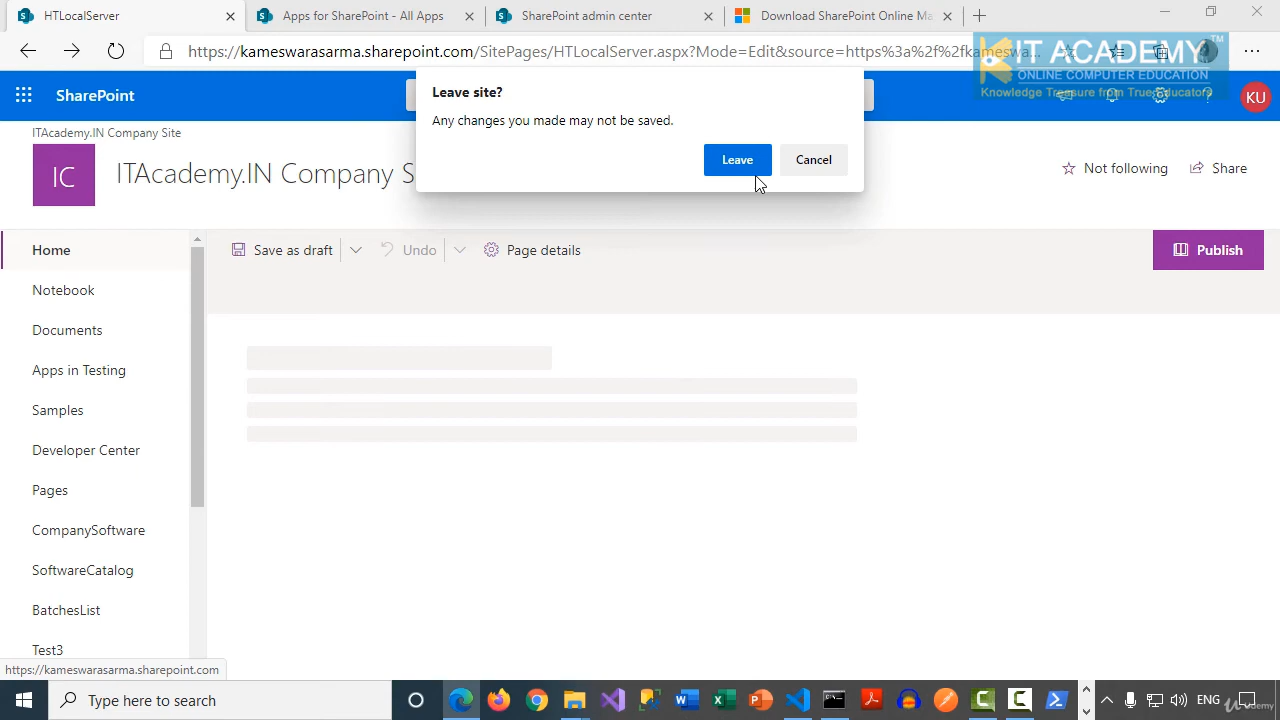 HTLocalServer
Apps for SharePoint - All Apps
SharePoint admin center
Download SharePoint Online Ma
https://kameswarasarma.sharepoint.com/SitePages/HTLocalServer.aspx?Mode=Edit&source=https%3a%2f%2fkameswa...
IT ACADEMY™
ONLINE COMPUTER EDUCATION
Knowledge Treasure from True Educators
SharePoint
KU
Leave site?
Any changes you made may not be saved.
Leave
Cancel
ITAcademy.IN Company Site
IC
ITAcademy.IN Company S
Not following
Share
Home
Save as draft
Undo
Page details
Publish
Notebook
Documents
Apps in Testing
Samples
Developer Center
Pages
CompanySoftware
SoftwareCatalog
BatchesList
Test3
https://kameswarasarma.sharepoint.com
Type here to search
ENG
Udemy